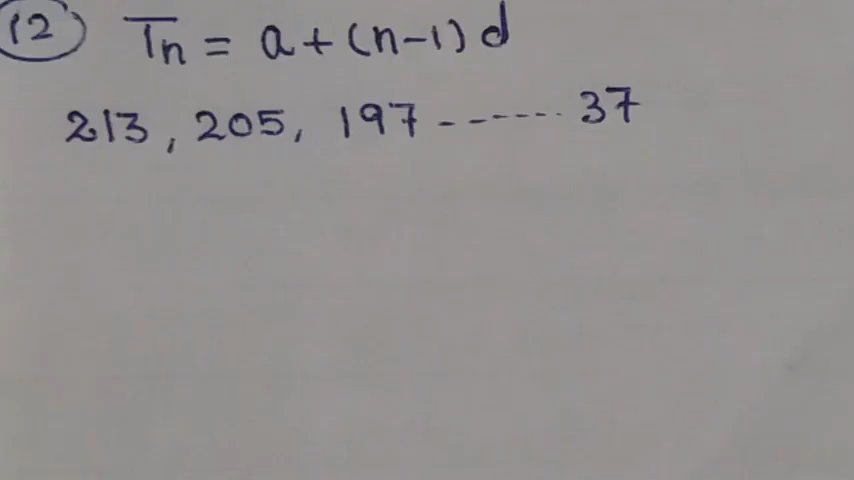 12 Tn = a + (n-1) d
213, 205, 197 ------- 37